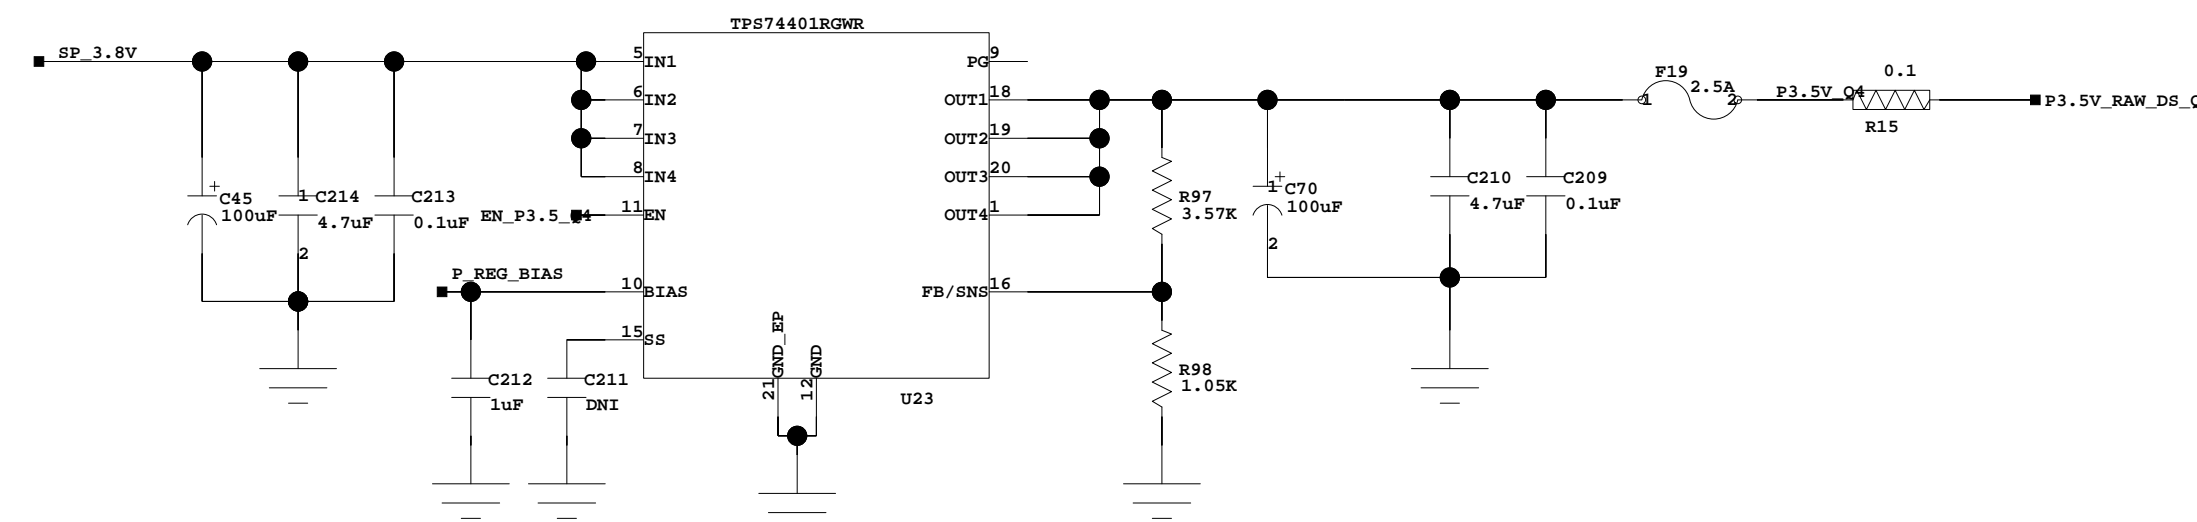 TPS74401RGWR
SP_3.8V
5
IN1
6
IN2
7
IN3
8
IN4
EN_P3.5_Q4
11
EN
P_REG_BIAS
10
BIAS
15
SS
GND_EP
21
GND
12
U23
9
PG
18
OUT1
19
OUT2
20
OUT3
1
OUT4
16
FB/SNS
C45
100uF
1
C214
4.7uF
2
C213
0.1uF
C212
1uF
C211
DNI
R97
3.57K
R98
1.05K
1
C70
100uF
2
C210
4.7uF
C209
0.1uF
F19
2.5A
1
2
P3.5V_Q4
0.1
R15
P3.5V_RAW_DS_Q